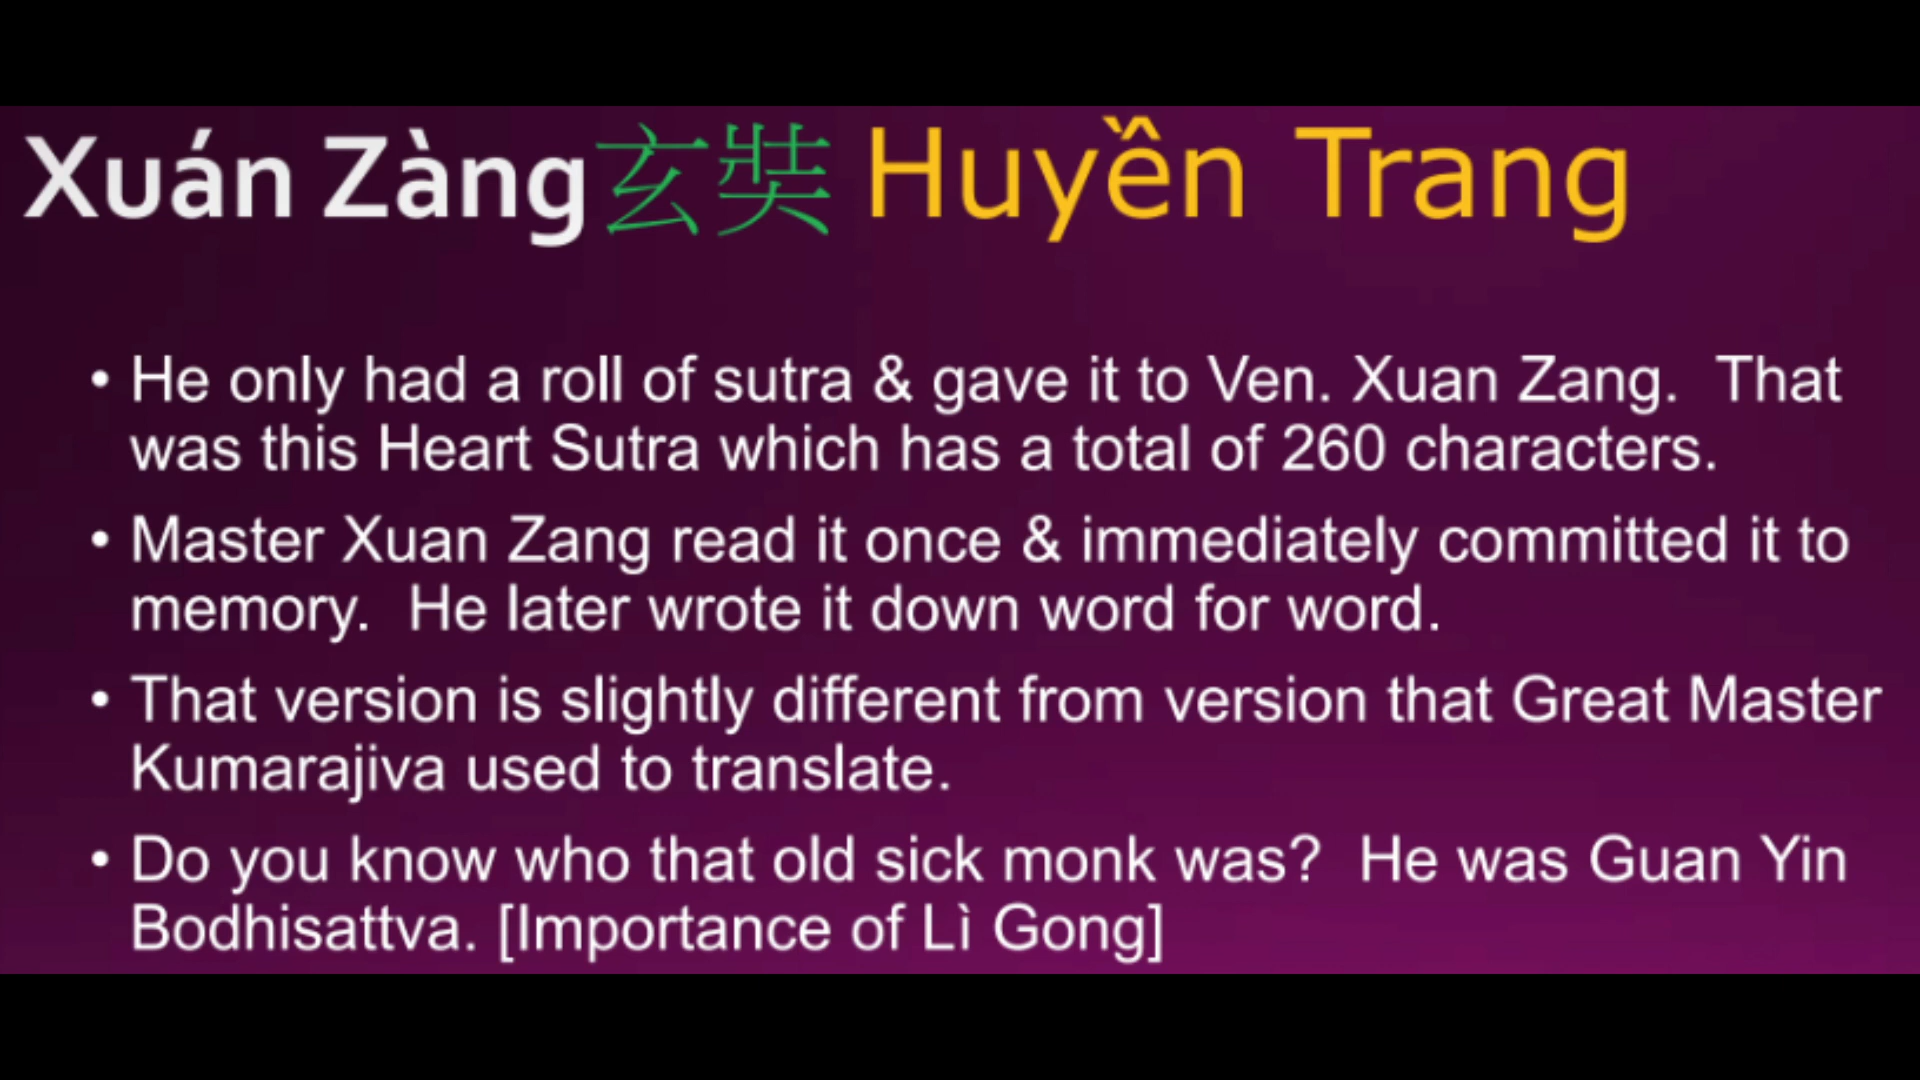 Xuán Zàng玄奘 Huyền Trang
• He only had a roll of sutra & gave it to Ven. Xuan Zang.  That
was this Heart Sutra which has a total of 260 characters.
• Master Xuan Zang read it once & immediately committed it to
memory.  He later wrote it down word for word.
• That version is slightly different from version that Great Master
Kumarajiva used to translate.
• Do you know who that old sick monk was?  He was Guan Yin
Bodhisattva. [Importance of Lì Gong]